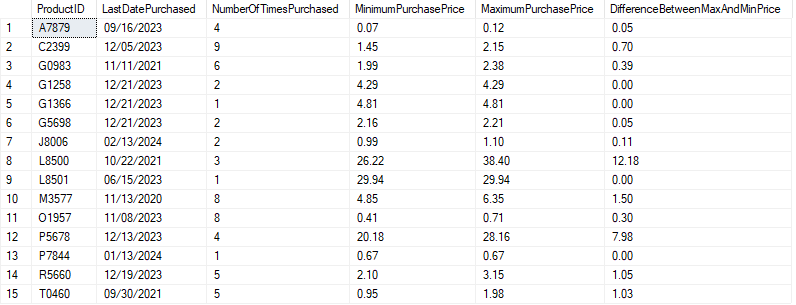 ProductID LastDatePurchased NumberOfTimesPurchased MinimumPurchasePrice MaximumPurchasePrice DifferenceBetweenMaxAndMinPrice
1 A7879 09/16/2023 4 0.07 0.12 0.05
2 C2399 12/05/2023 9 1.45 2.15 0.70
3 G0983 11/11/2021 6 1.99 2.38 0.39
4 G1258 12/21/2023 2 4.29 4.29 0.00
5 G1366 12/21/2023 1 4.81 4.81 0.00
6 G5698 12/21/2023 2 2.16 2.21 0.05
7 J8006 02/13/2024 2 0.99 1.10 0.11
8 L8500 10/22/2021 3 26.22 38.40 12.18
9 L8501 06/15/2023 1 29.94 29.94 0.00
10 M3577 11/13/2020 8 4.85 6.35 1.50
11 O1957 11/08/2023 8 0.41 0.71 0.30
12 P5678 12/13/2023 4 20.18 28.16 7.98
13 P7844 01/13/2024 1 0.67 0.67 0.00
14 R5660 12/19/2023 5 2.10 3.15 1.05
15 T0460 09/30/2021 5 0.95 1.98 1.03